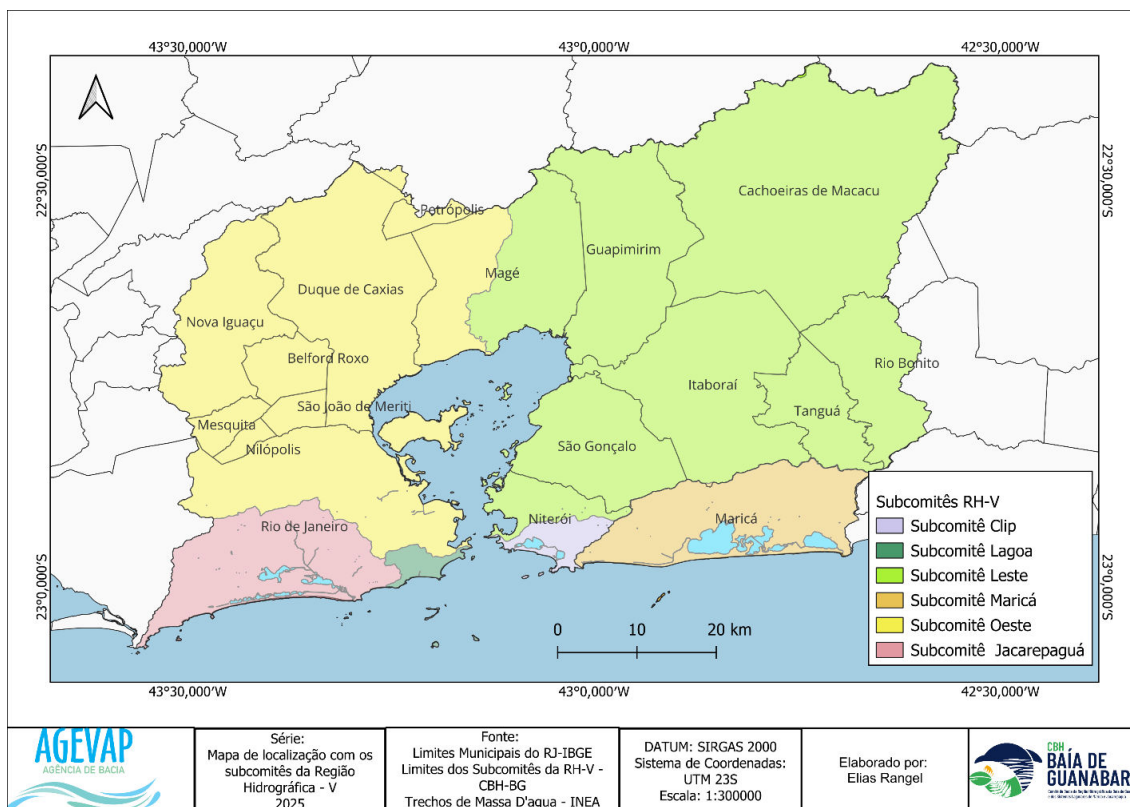 43°30,000'W 43°0,000'W 42°30,000'W
22°30,000'S
22°30,000'S
Cachoeiras de Macacu
Petrópolis
Guapimirim
Magé
Duque de Caxias
Nova Iguaçu
Belford Roxo
Rio Bonito
Itaboraí
São João de Meriti
Tanguá
Mesquita
Nilópolis
São Gonçalo
Rio de Janeiro
Niterói
Maricá
23°0,000'S
23°0,000'S
Subcomitês RH-V
Subcomitê Clip
Subcomitê Lagoa
Subcomitê Leste
Subcomitê Maricá
Subcomitê Oeste
Subcomitê Jacarepaguá
0 10 20 km
43°30,000'W 43°0,000'W 42°30,000'W
AGEVAP
AGÊNCIA DE BACIA
Série:
Mapa de localização com os
subcomitês da Região
Hidrográfica - V
2025
Fonte:
Limites Municipais do RJ-IBGE
Limites dos Subcomitês da RH-V -
CBH-BG
Trechos de Massa D'agua - INEA
DATUM: SIRGAS 2000
Sistema de Coordenadas:
UTM 23S
Escala: 1:300000
Elaborado por:
Elias Rangel
CBH
BAÍA DE
GUANABARA